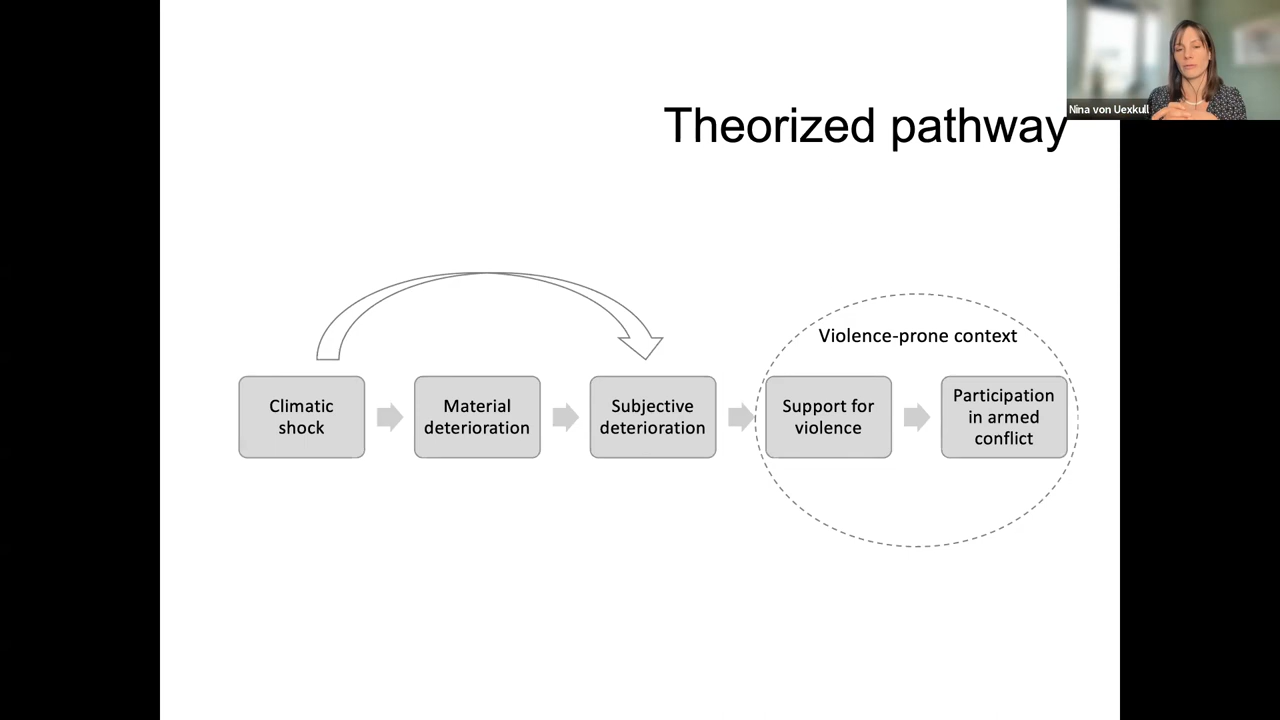 Nina von Uexkull
Theorized pathway
Violence-prone context
Climatic
shock
Material
deterioration
Subjective
deterioration
Support for
violence
Participation
in armed
conflict